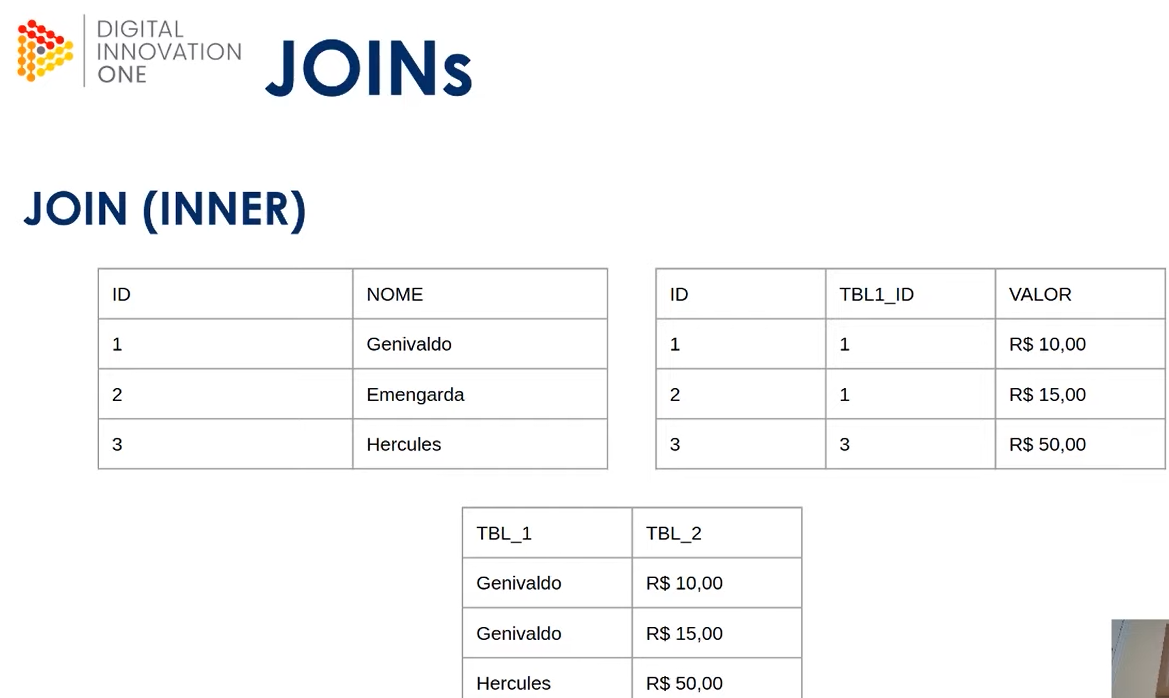 DIGITAL
INNOVATION
ONE
JOINs
JOIN (INNER)
ID NOME
1 Genivaldo
2 Emengarda
3 Hercules
ID TBL1_ID VALOR
1 1 R$ 10,00
2 1 R$ 15,00
3 3 R$ 50,00
TBL_1 TBL_2
Genivaldo R$ 10,00
Genivaldo R$ 15,00
Hercules R$ 50,00